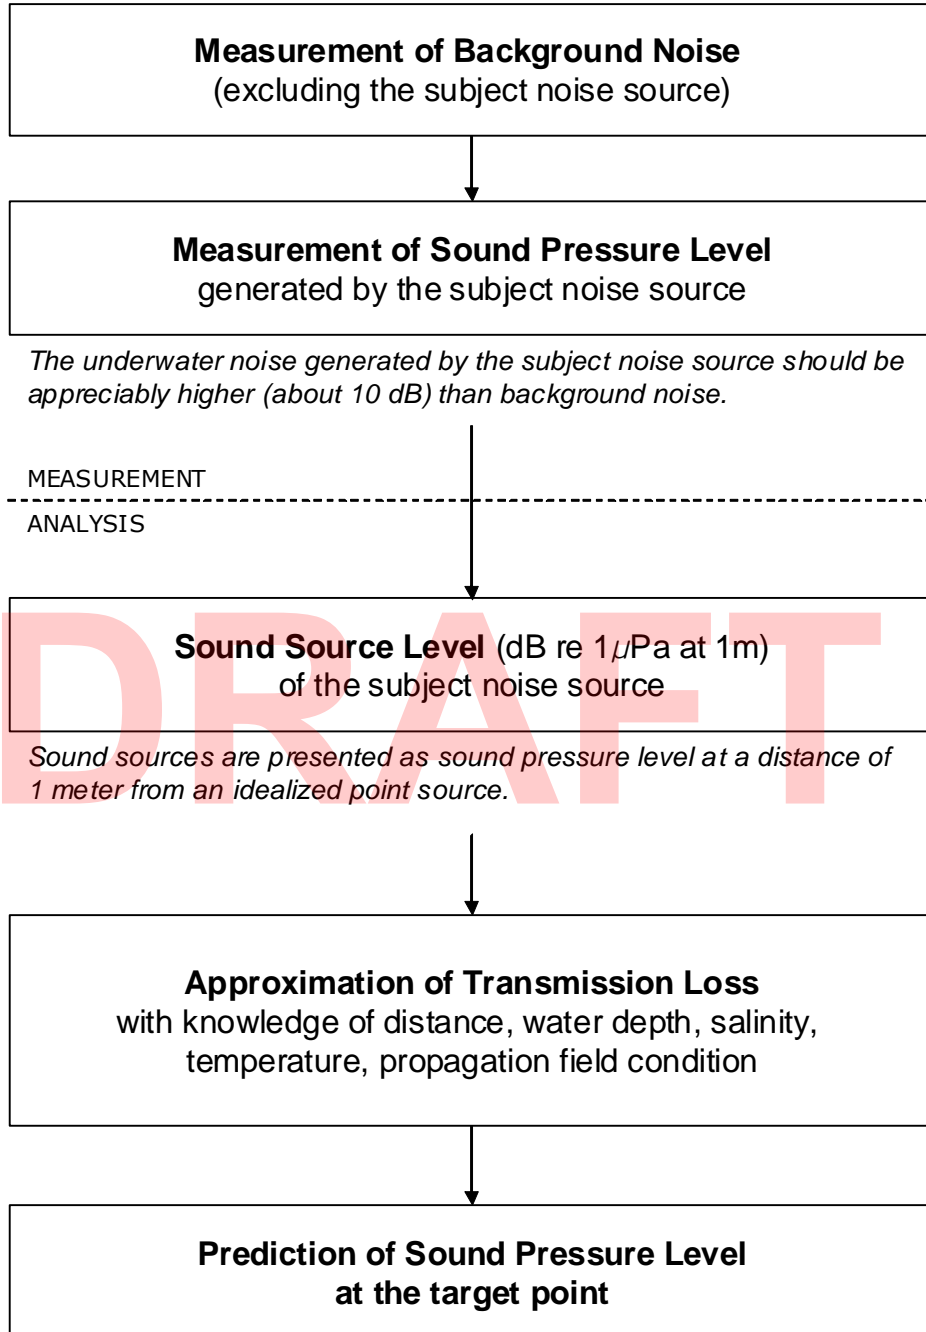 Measurement of Background Noise
(excluding the subject noise source)
Measurement of Sound Pressure Level
generated by the subject noise source
The underwater noise generated by the subject noise source should be
appreciably higher (about 10 dB) than background noise.
MEASUREMENT
ANALYSIS
Sound Source Level (dB re 1μPa at 1m)
of the subject noise source
DRAFT
Sound sources are presented as sound pressure level at a distance of
1 meter from an idealized point source.
Approximation of Transmission Loss
with knowledge of distance, water depth, salinity,
temperature, propagation field condition
Prediction of Sound Pressure Level
at the target point